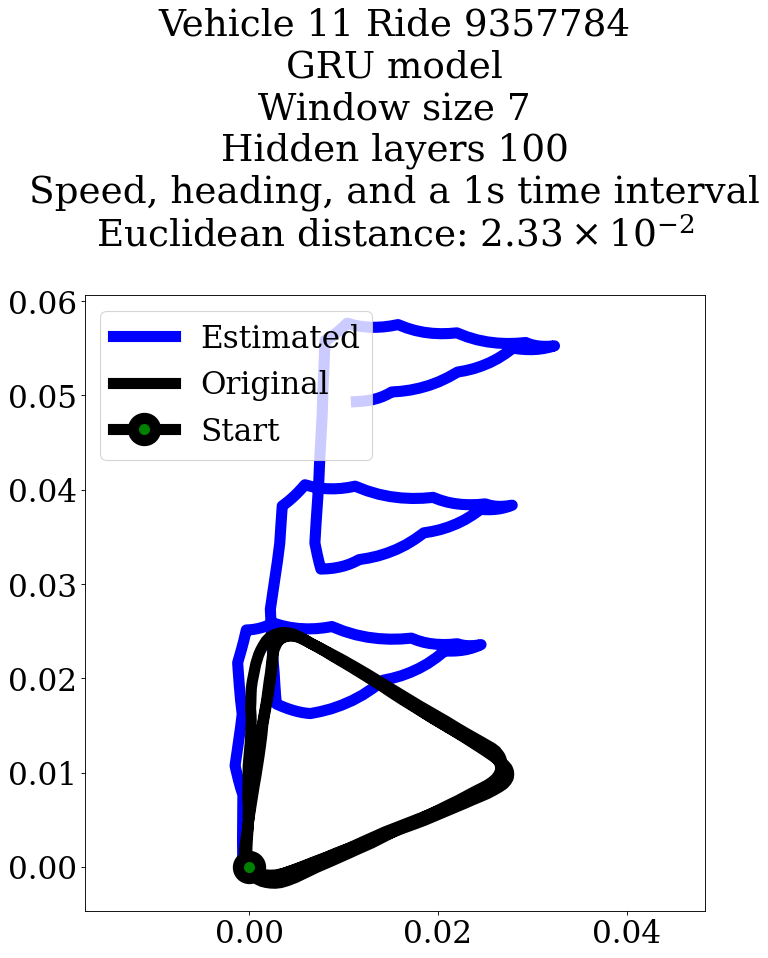 Vehicle 11 Ride 9357784
GRU model
Window size 7
Hidden layers 100
Speed, heading, and a 1s time interval
Euclidean distance: 2.33 × 10⁻²
0.06
0.05
0.04
0.03
0.02
0.01
0.00
Estimated
Original
Start
0.00 0.02 0.04